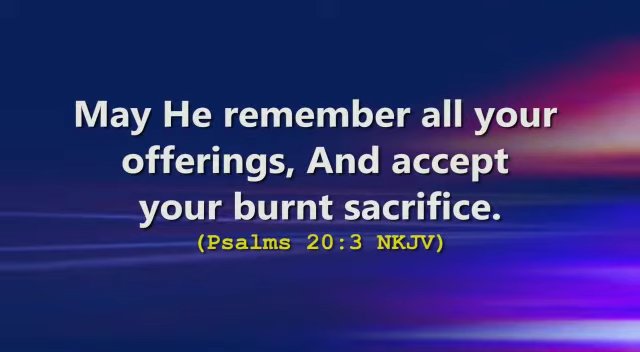 May He remember all your
offerings, And accept
your burnt sacrifice.
(Psalms 20:3 NKJV)